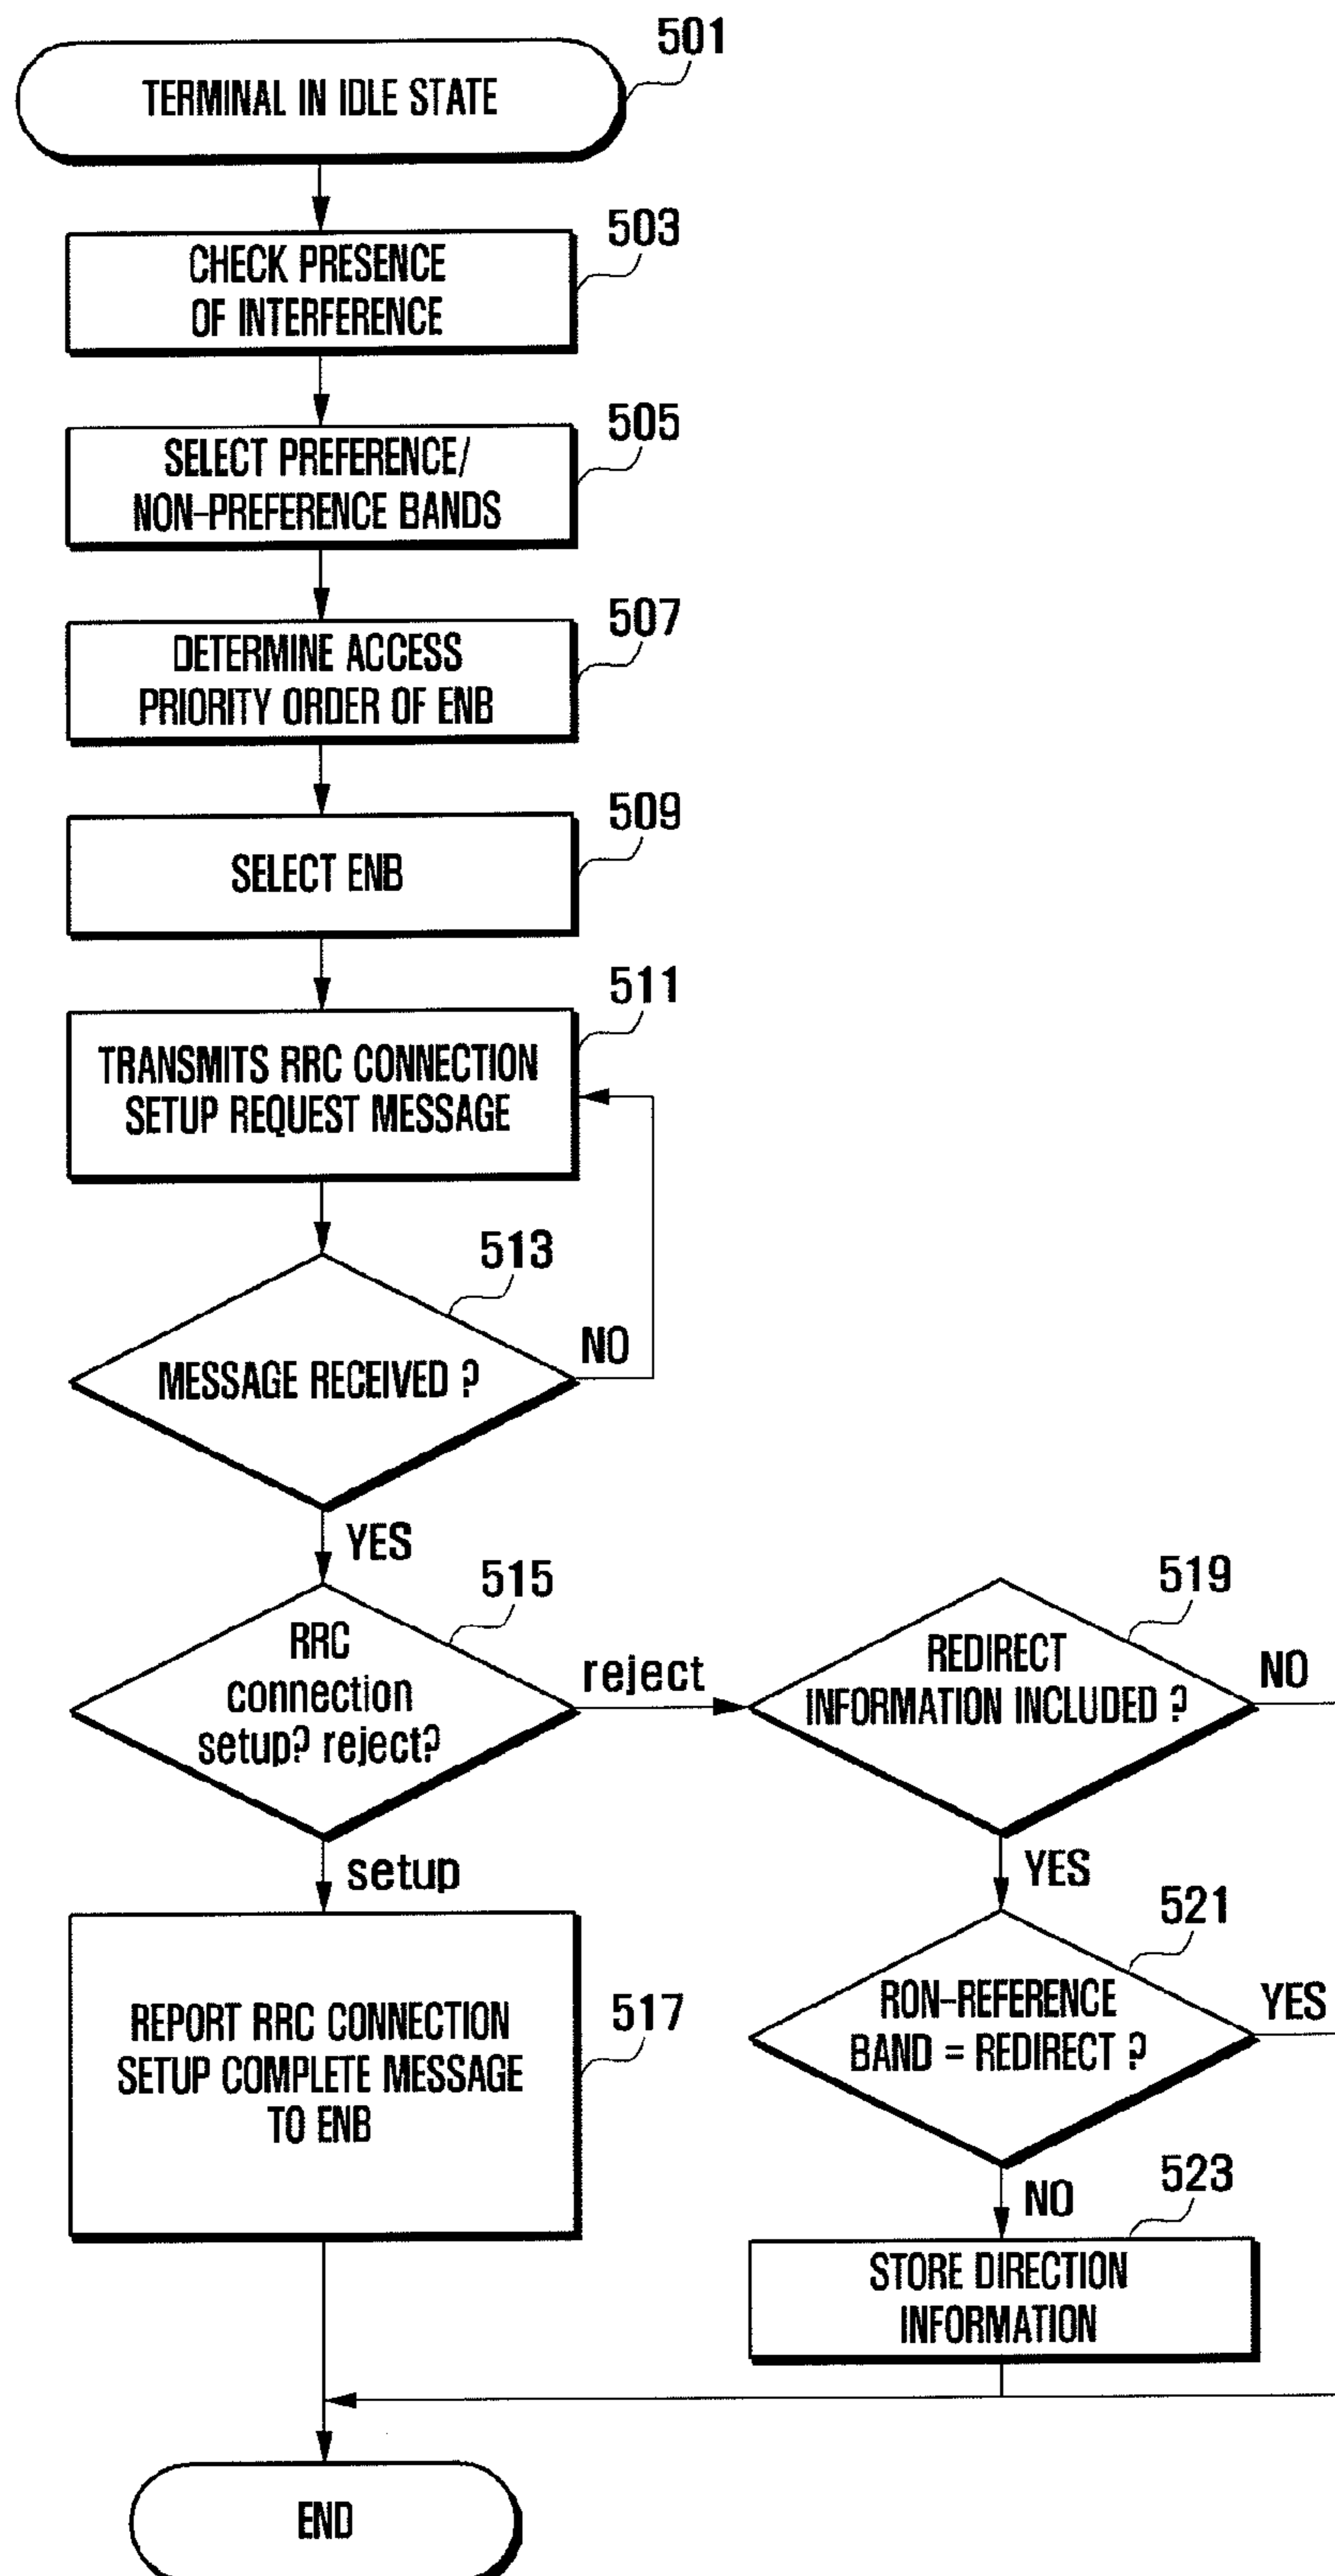 501
TERMINAL IN IDLE STATE
503
CHECK PRESENCE
OF INTERFERENCE
505
SELECT PREFERENCE/
NON-PREFERENCE BANDS
507
DETERMINE ACCESS
PRIORITY ORDER OF ENB
509
SELECT ENB
511
TRANSMITS RRC CONNECTION
SETUP REQUEST MESSAGE
513
MESSAGE RECEIVED ?
NO
YES
515
RRC
connection
setup? reject?
reject
519
REDIRECT
INFORMATION INCLUDED ?
NO
setup
YES
517
REPORT RRC CONNECTION
SETUP COMPLETE MESSAGE
TO ENB
521
RON-REFERENCE
BAND = REDIRECT ?
YES
NO
523
STORE DIRECTION
INFORMATION
END